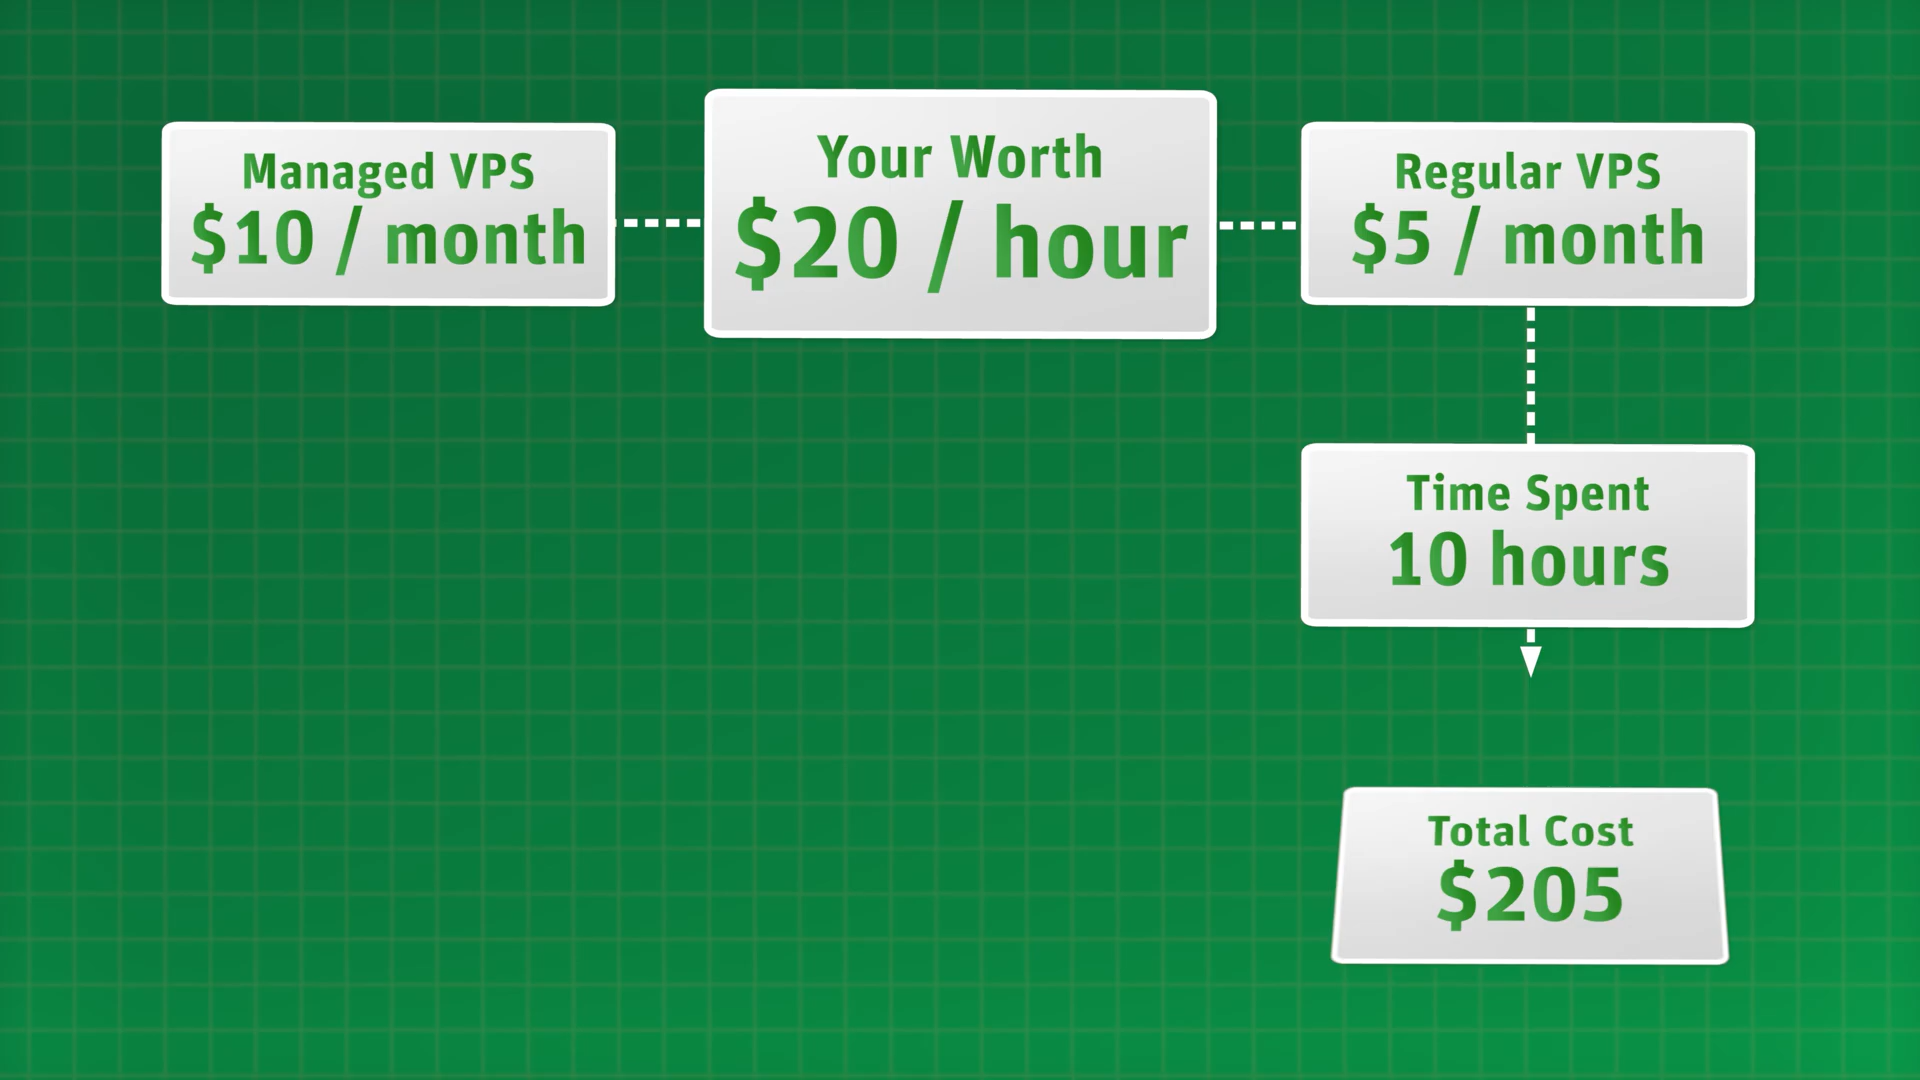 Managed VPS
$10 / month
Your Worth
$20 / hour
Regular VPS
$5 / month
Time Spent
10 hours
Total Cost
$205